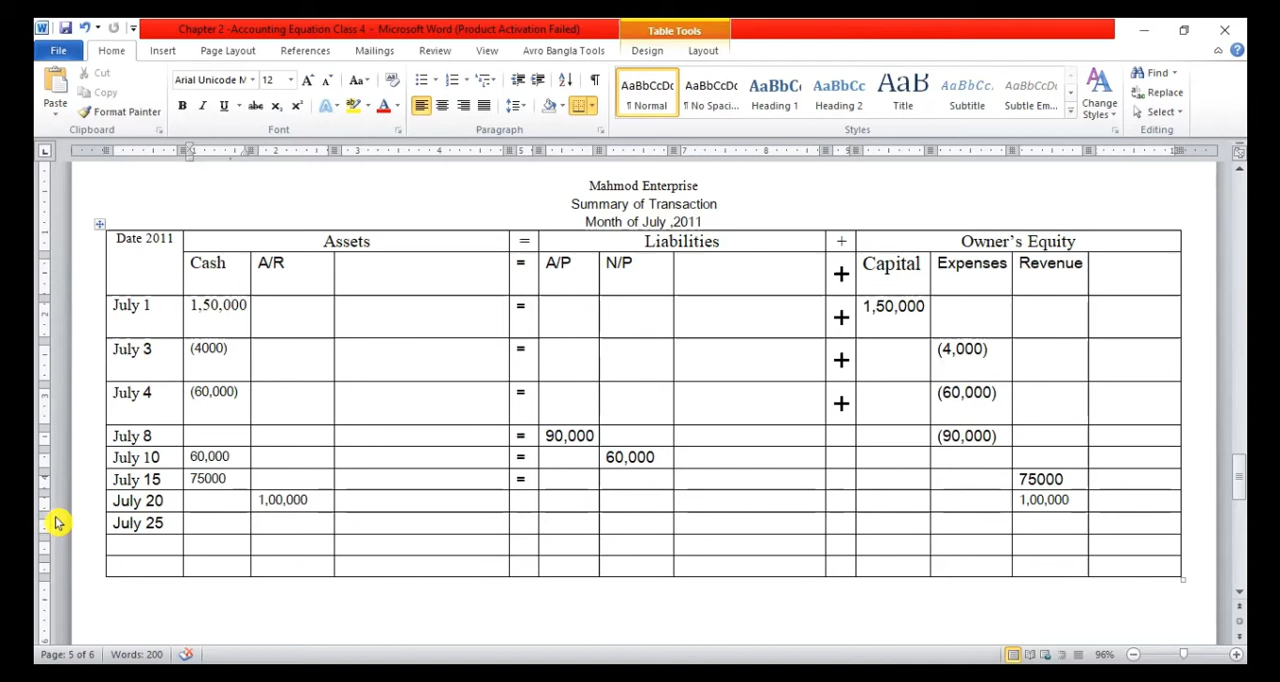 Chapter 2 -Accounting Equation Class 4 - Microsoft Word (Product Activation Failed)
Table Tools
File Home Insert Page Layout References Mailings Review View Avro Bangla Tools Design Layout
Paste
Cut
Copy
Format Painter
Clipboard
Arial Unicode M 12
Font
Paragraph
AaBbCcDc AaBbCcDc AaBbC AaBbCc AaB AaBbCc. AaBbCcDc
¶ Normal ¶ No Spaci... Heading 1 Heading 2 Title Subtitle Subtle Em...
Styles
Change Styles
Find
Replace
Select
Editing
Mahmod Enterprise
Summary of Transaction
Month of July ,2011
Date 2011 Assets = Liabilities + Owner's Equity
Cash A/R = A/P N/P + Capital Expenses Revenue
July 1 1,50,000 = + 1,50,000
July 3 (4000) = + (4,000)
July 4 (60,000) = + (60,000)
July 8 = 90,000 (90,000)
July 10 60,000 = 60,000
July 15 75000 = 75000
July 20 1,00,000 1,00,000
July 25
Page: 5 of 6 Words: 200 96%